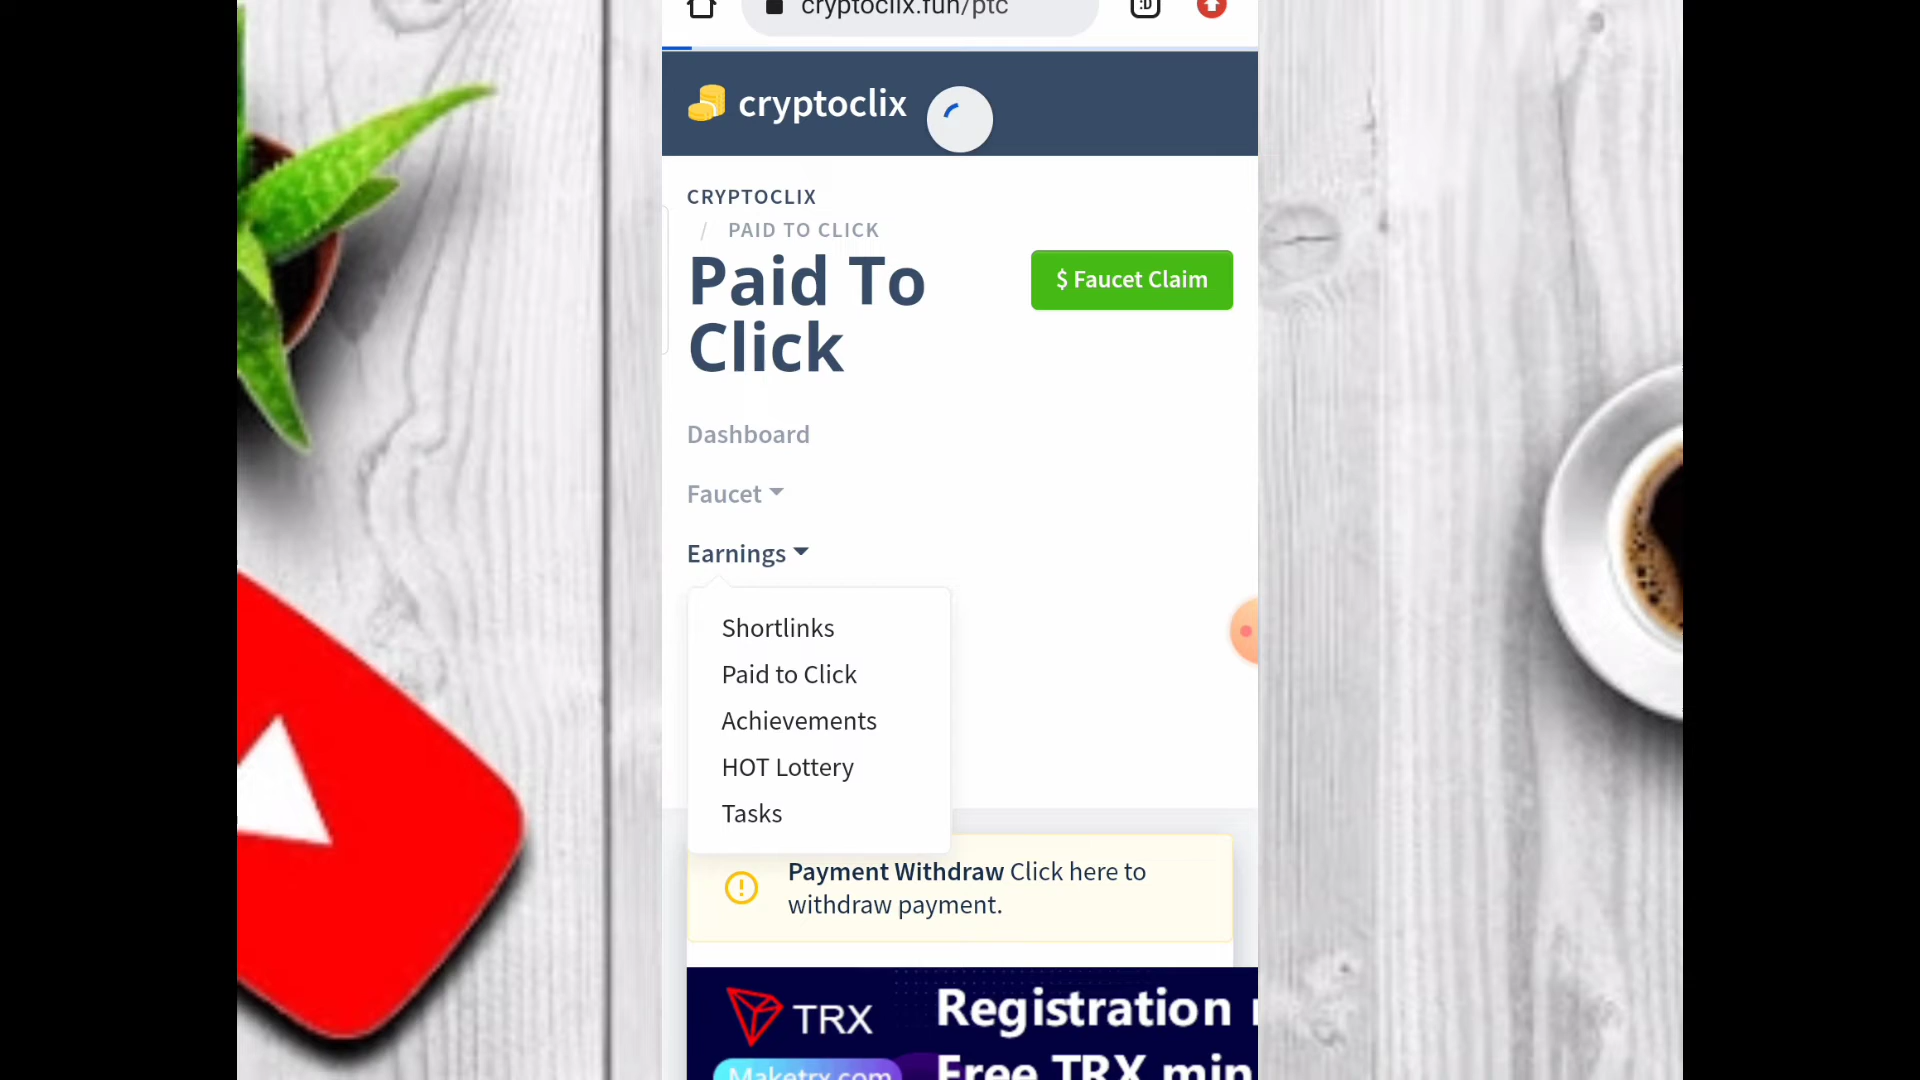 cryptoclix.fun/ptc
:D
cryptoclix
CRYPTOCLIX
/ PAID TO CLICK
Paid To
Click
$ Faucet Claim
Dashboard
Faucet
Earnings
Shortlinks
Paid to Click
Achievements
HOT Lottery
Tasks
Payment Withdraw Click here to
withdraw payment.
TRX
Registration
Maketrx.com
Free TRX